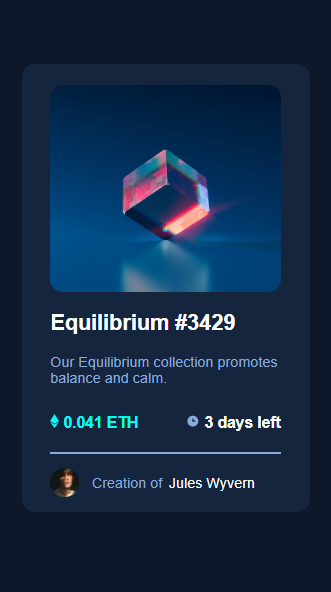 Equilibrium #3429
Our Equilibrium collection promotes
balance and calm.
0.041 ETH 3 days left
Creation of Jules Wyvern